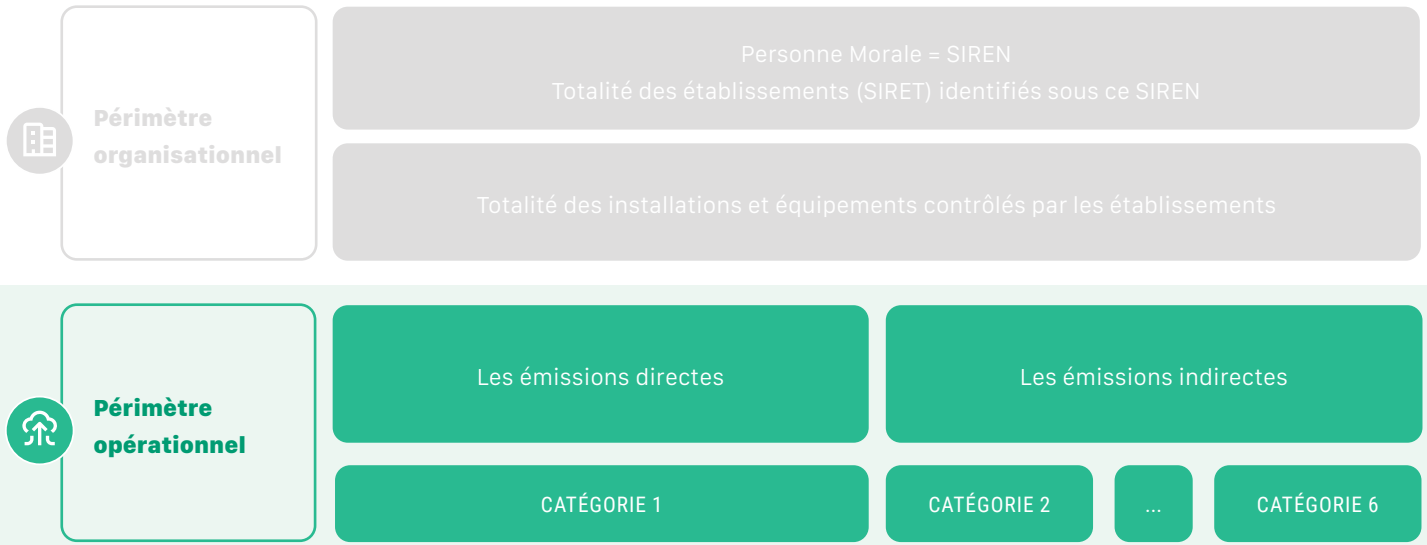 Périmètre
organisationnel
Personne Morale = SIREN
Totalité des établissements (SIRET) identifiés sous ce SIREN
Totalité des installations et équipements contrôlés par les établissements
Périmètre
opérationnel
Les émissions directes
Les émissions indirectes
CATÉGORIE 1
CATÉGORIE 2
...
CATÉGORIE 6